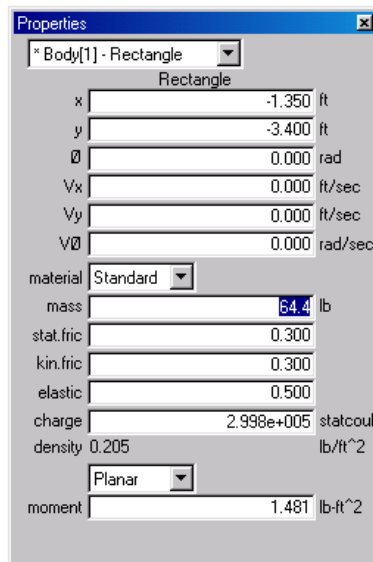 Properties
* Body[1] - Rectangle
Rectangle
x -1.350 ft
y -3.400 ft
Ø 0.000 rad
Vx 0.000 ft/sec
Vy 0.000 ft/sec
VØ 0.000 rad/sec
material Standard
mass 64.4 lb
stat.fric 0.300
kin.fric 0.300
elastic 0.500
charge 2.998e+005 statcoul
density 0.205 lb/ft^2
Planar
moment 1.481 lb-ft^2